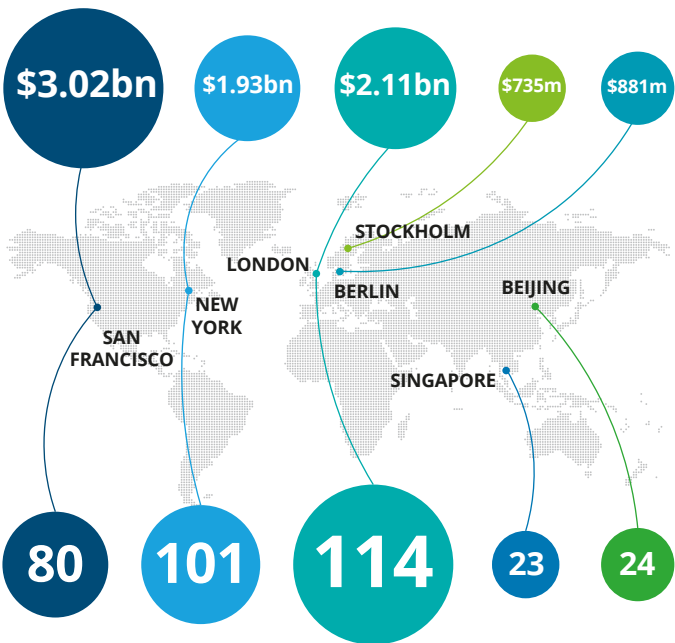 $3.02bn
$1.93bn
$2.11bn
$735m
$881m
STOCKHOLM
LONDON
BERLIN
BEIJING
NEW
YORK
SAN
FRANCISCO
SINGAPORE
80
101
114
23
24